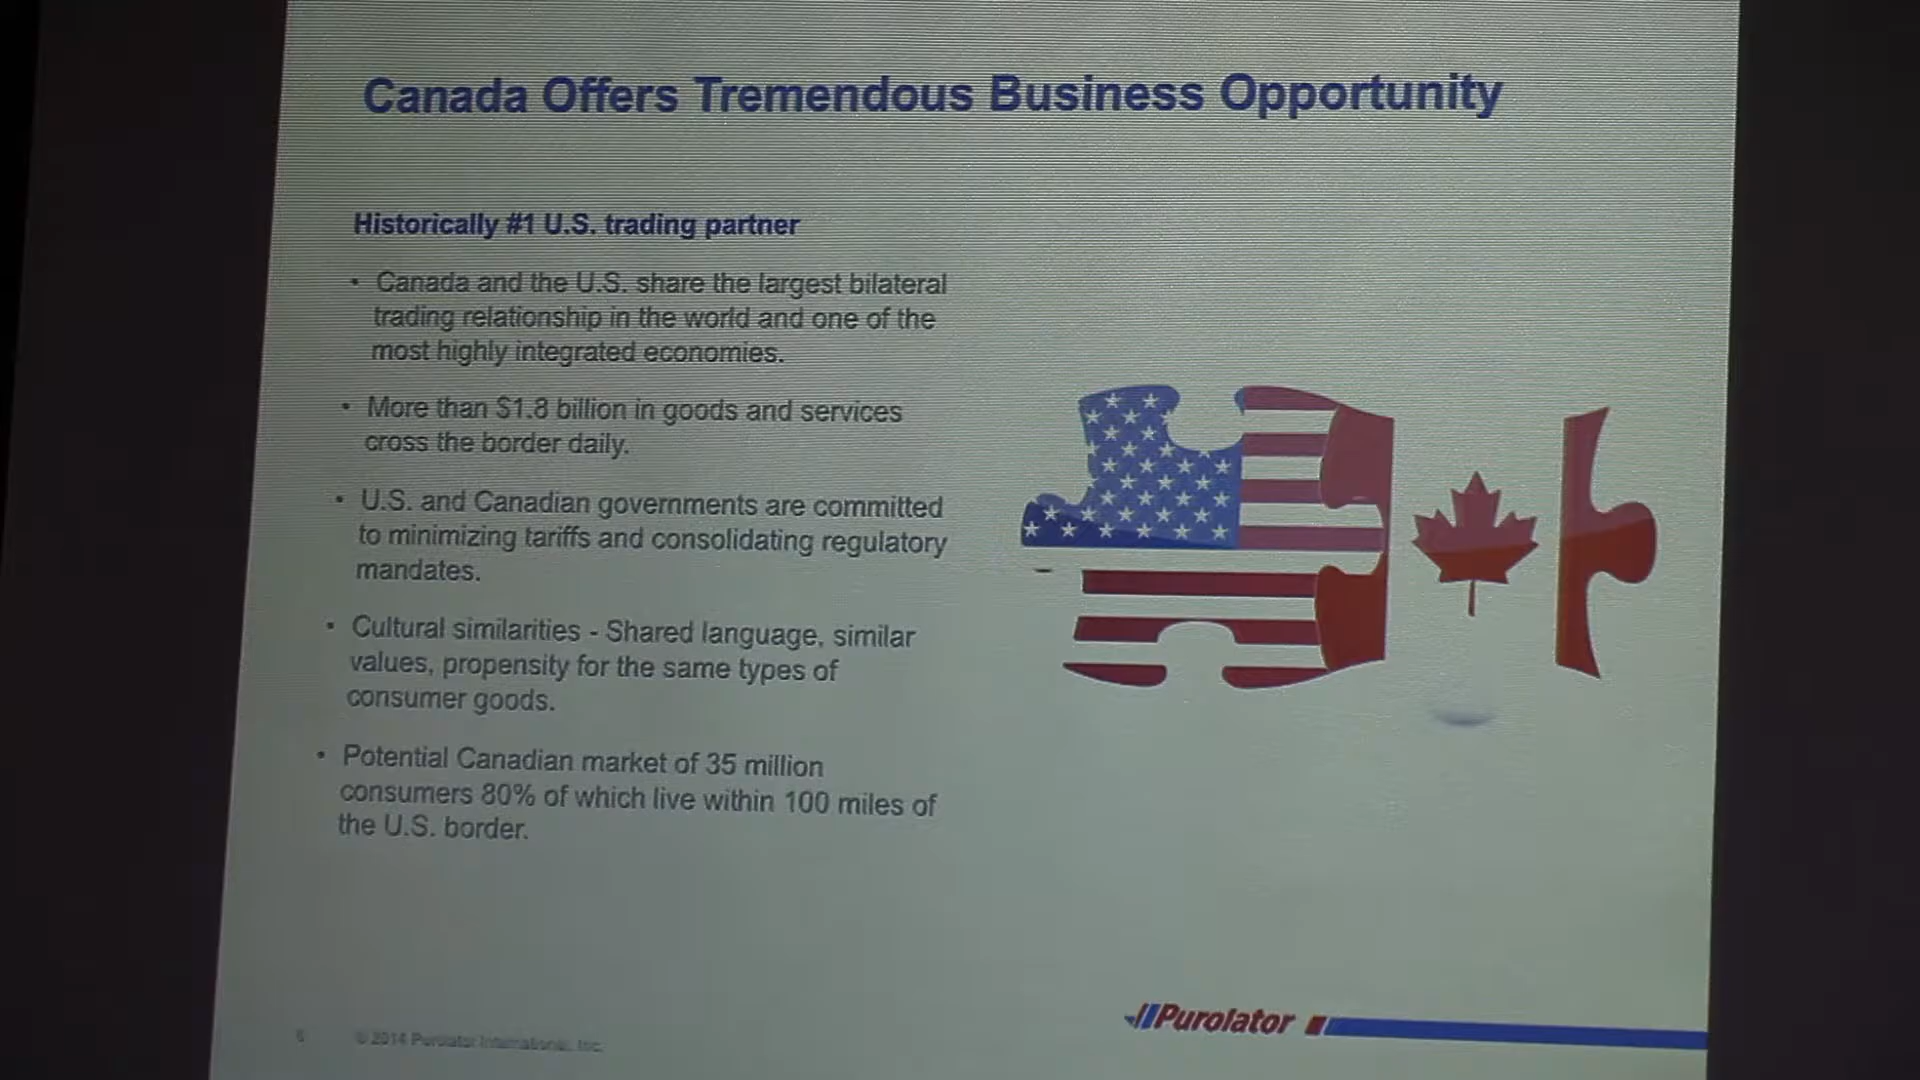 Canada Offers Tremendous Business Opportunity
Historically #1 U.S. trading partner
• Canada and the U.S. share the largest bilateral
trading relationship in the world and one of the
most highly integrated economies.
• More than $1.8 billion in goods and services
cross the border daily.
• U.S. and Canadian governments are committed
to minimizing tariffs and consolidating regulatory
mandates.
• Cultural similarities - Shared language, similar
values, propensity for the same types of
consumer goods.
• Potential Canadian market of 35 million
consumers 80% of which live within 100 miles of
the U.S. border.
© 2014 Purolator International, Inc.
Purolator